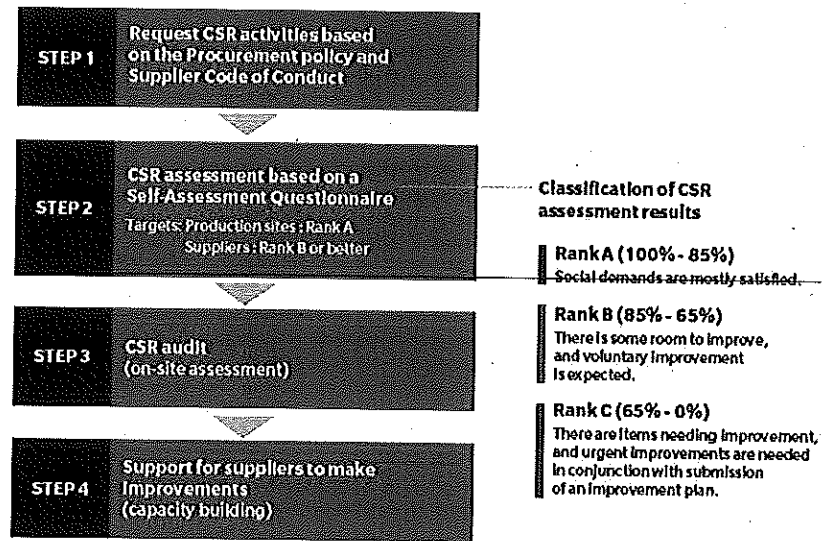 STEP 1
Request CSR activities based
on the Procurement policy and
Supplier Code of Conduct
STEP 2
CSR assessment based on a
Self-Assessment Questionnaire
Targets: Production sites : Rank A
Suppliers : Rank B or better
Classification of CSR
assessment results
Rank A (100% - 85%)
Social demands are mostly satisfied.
Rank B (85% - 65%)
There is some room to improve,
and voluntary improvement
is expected.
Rank C (65% - 0%)
There are items needing improvement,
and urgent improvements are needed
in conjunction with submission
of an improvement plan.
STEP 3
CSR audit
(on-site assessment)
STEP 4
Support for suppliers to make
improvements
(capacity building)